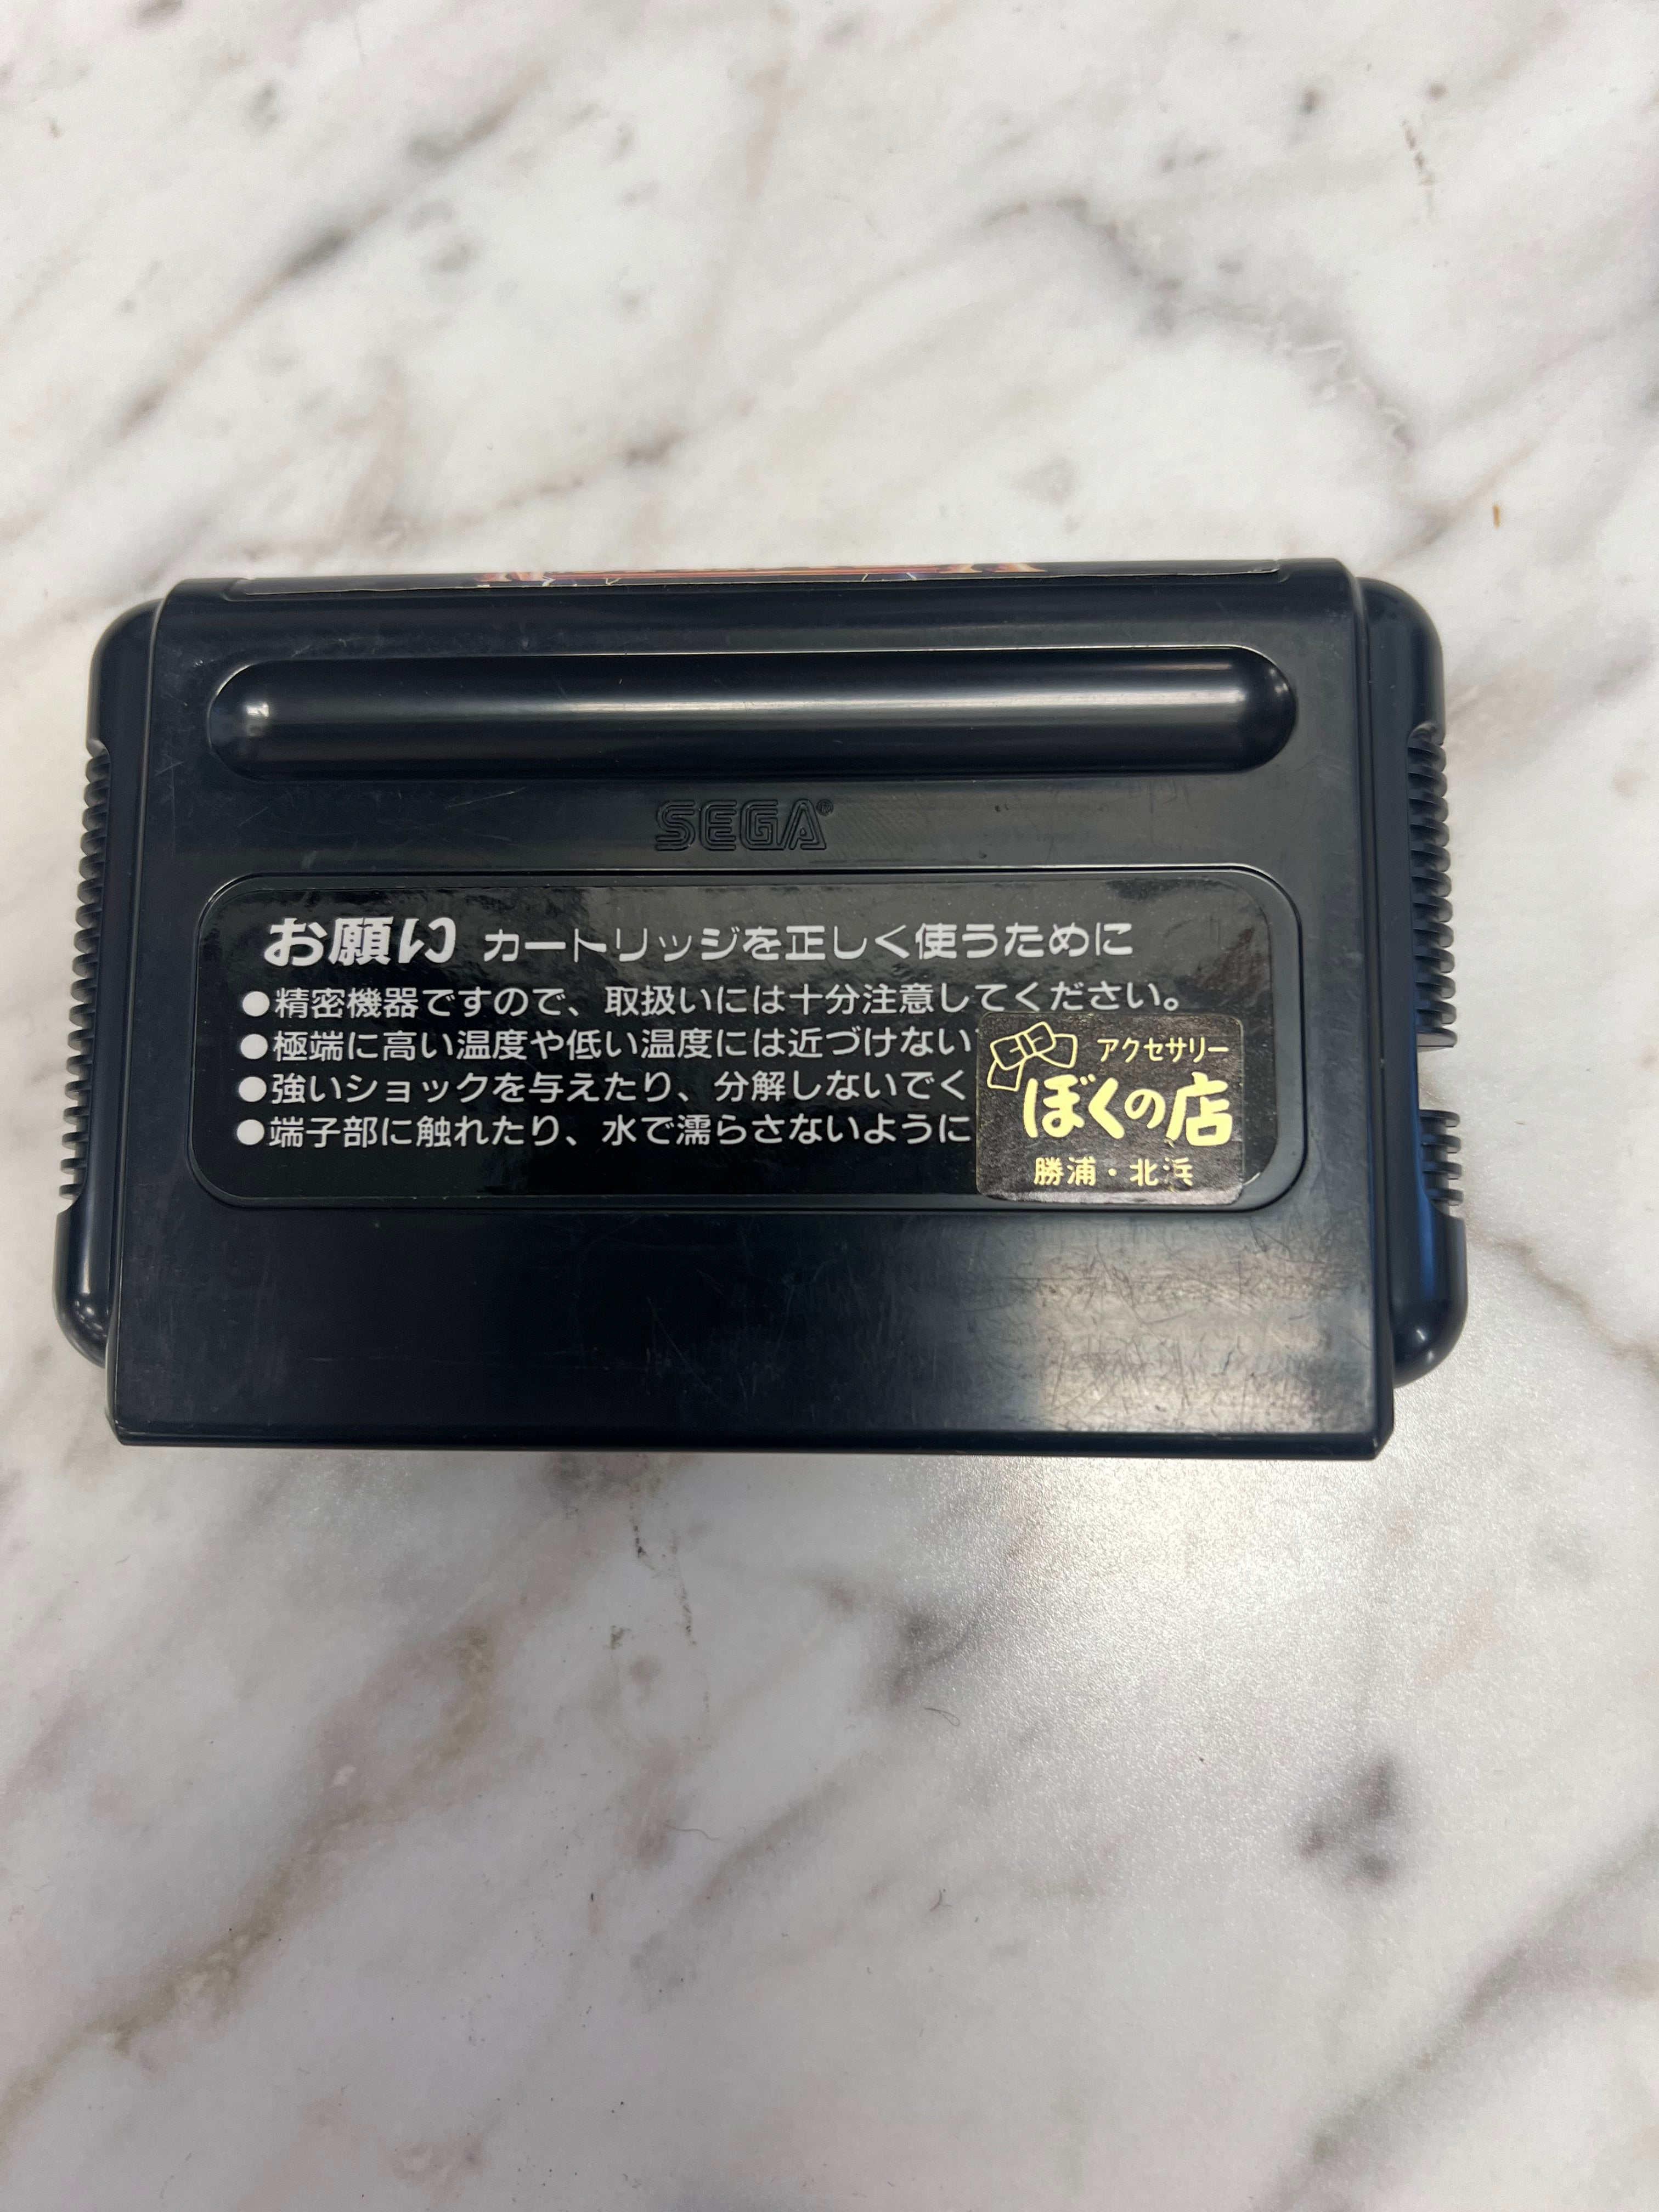 SEGA®
お願い カートリッジを正しく使うために
●精密機器ですので、取扱いには十分注意してください。
●極端に高い温度や低い温度には近づけない
●強いショックを与えたり、分解しないでく
●端子部に触れたり、水で濡らさないように
アクセサリー
ぼくの店
勝浦・北浜